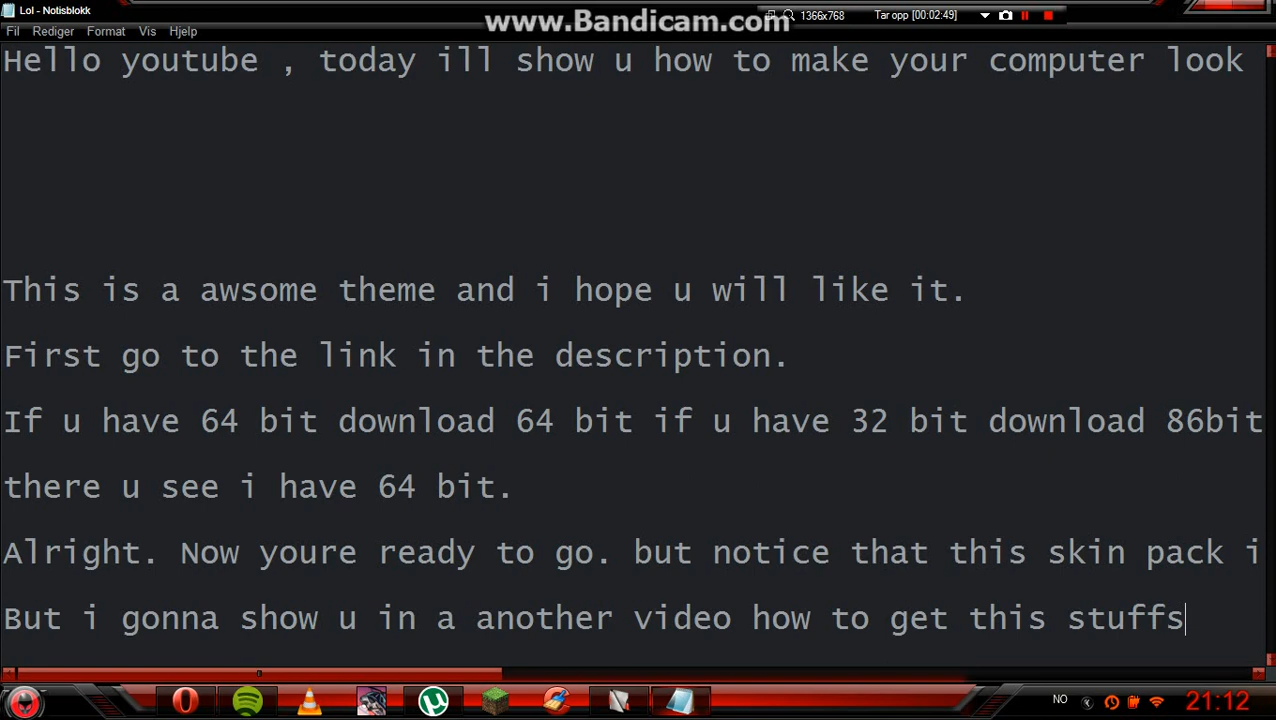 Lol - Notisblokk
www.Bandicam.com
1366x768
Tar opp [00:02:49]
Fil Rediger Format Vis Hjelp
Hello youtube , today ill show u how to make your computer look
This is a awsome theme and i hope u will like it.
First go to the link in the description.
If u have 64 bit download 64 bit if u have 32 bit download 86bit
there u see i have 64 bit.
Alright. Now youre ready to go. but notice that this skin pack i
But i gonna show u in a another video how to get this stuffs
NO
21:12